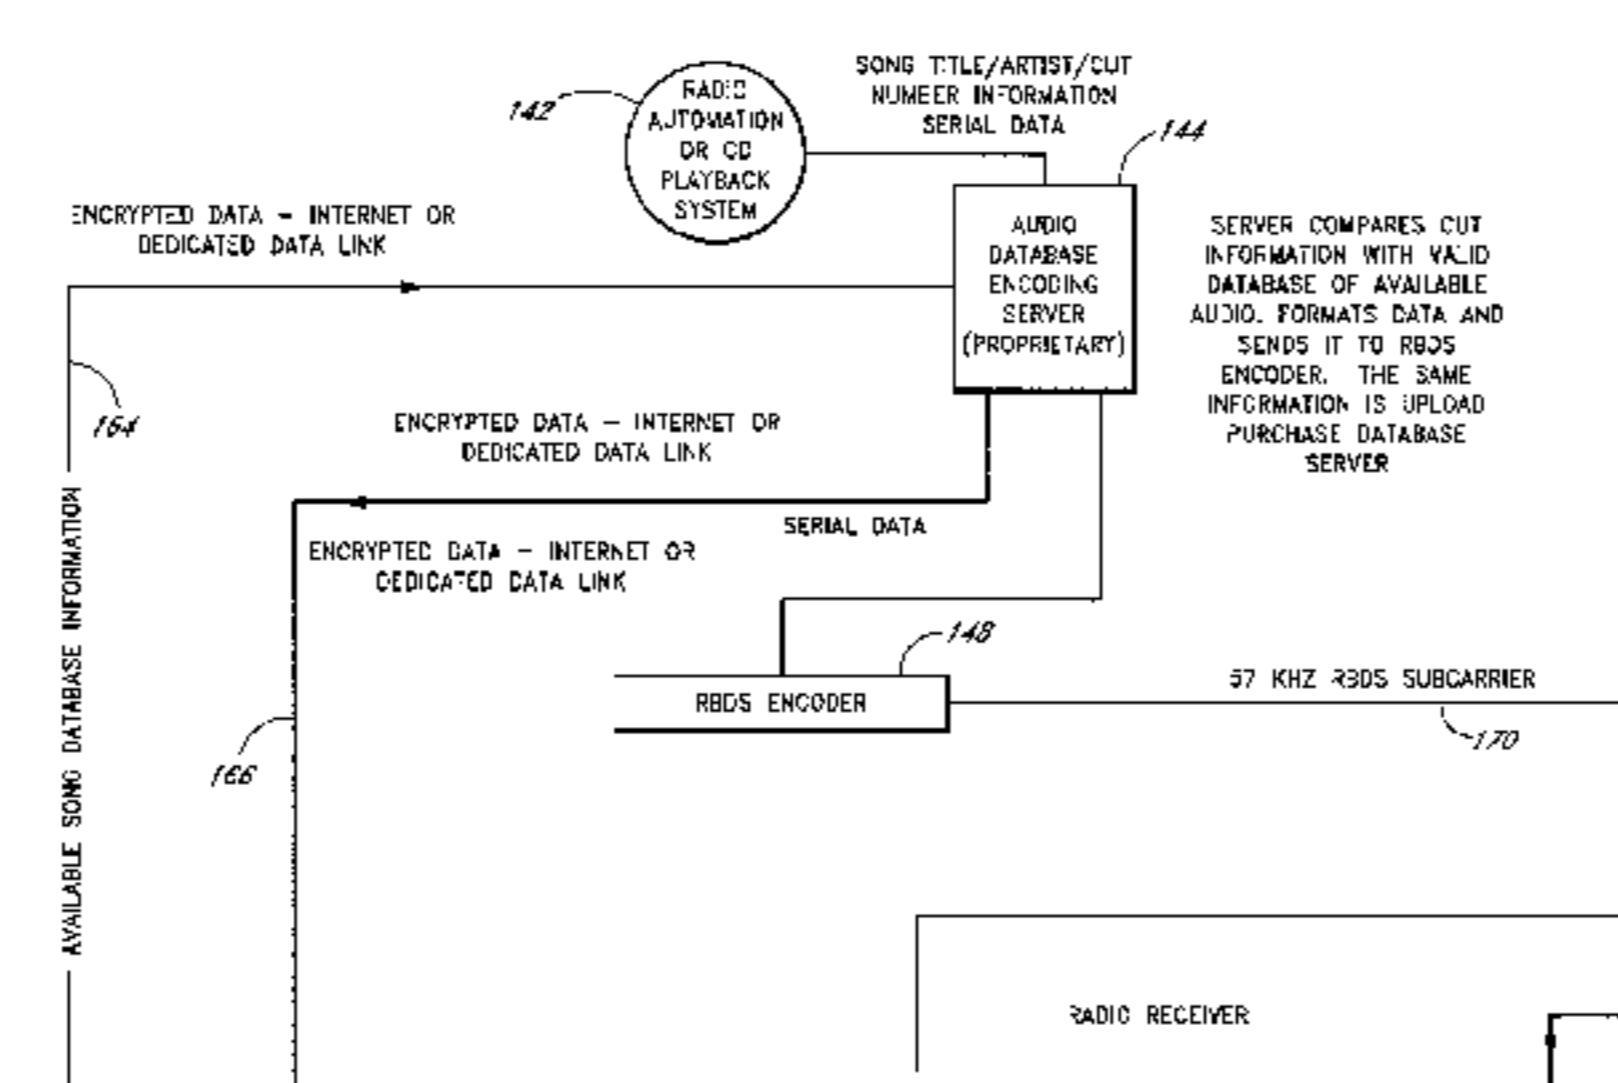 142
RADIO
AUTOMATION
OR CD
PLAYBACK
SYSTEM
SONG TITLE/ARTIST/CUT
NUMBER INFORMATION
SERIAL DATA
144
ENCRYPTED DATA – INTERNET OR
DEDICATED DATA LINK
AUDIO
DATABASE
ENCODING
SERVER
(PROPRIETARY)
SERVER COMPARES CUT
INFORMATION WITH VALID
DATABASE OF AVAILABLE
AUDIO. FORMATS DATA AND
SENDS IT TO RBDS
ENCODER. THE SAME
INFORMATION IS UPLOAD
PURCHASE DATABASE
SERVER
164
ENCRYPTED DATA – INTERNET OR
DEDICATED DATA LINK
SERIAL DATA
ENCRYPTED DATA – INTERNET OR
DEDICATED DATA LINK
AVAILABLE SONG DATABASE INFORMATION
148
RBDS ENCODER
57 KHZ RBDS SUBCARRIER
170
166
RADIO RECEIVER